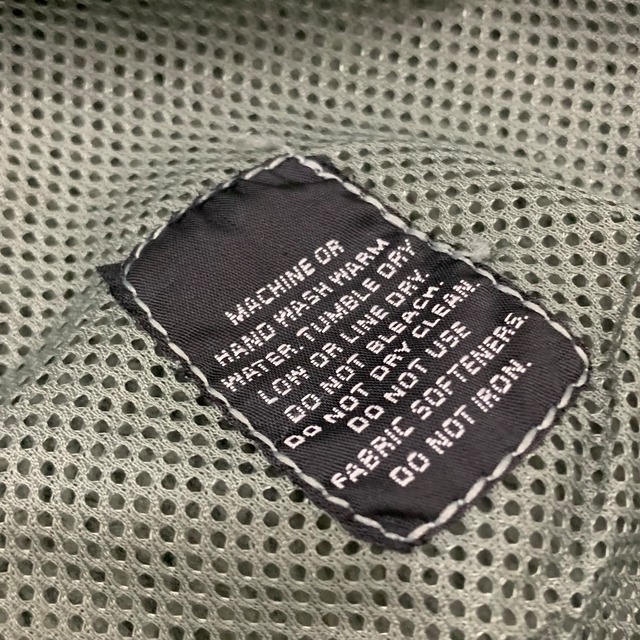 MACHINE OR
HAND WASH WARM
WATER. TUMBLE DRY
LOW OR LINE DRY.
DO NOT BLEACH.
DO NOT DRY CLEAN.
DO NOT USE
FABRIC SOFTENERS.
DO NOT IRON.